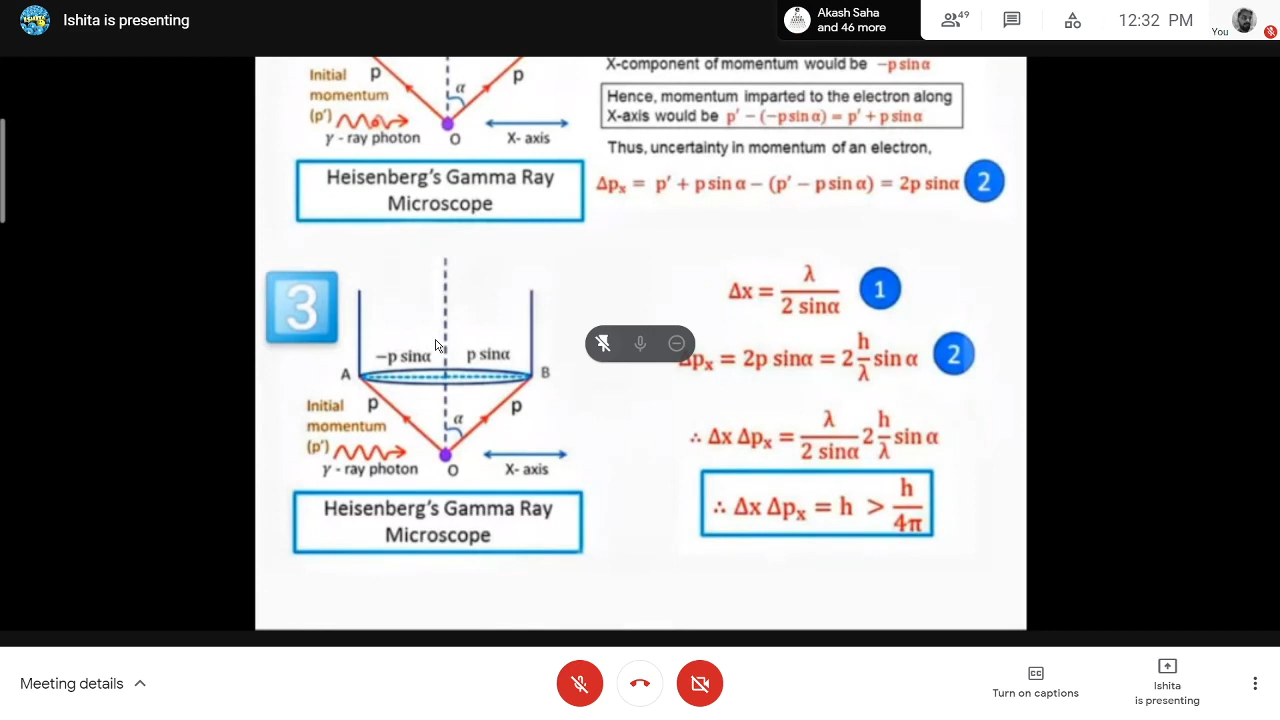 Ishita is presenting
Akash Saha
and 46 more
49
12:32 PM
You
X-component of momentum would be −p sinα
Initial
momentum
(p′)
p
p
α
γ - ray photon
O
X- axis
Hence, momentum imparted to the electron along
X-axis would be p′ − (−p sinα) = p′ + p sinα
Thus, uncertainty in momentum of an electron,
Heisenberg's Gamma Ray
Microscope
Δpₓ = p′ + p sin α − (p′ − p sin α) = 2p sinα 2
3
−p sinα
p sinα
A
B
Initial
momentum
(p′)
p
p
α
γ - ray photon
O
X- axis
Heisenberg's Gamma Ray
Microscope
Δx = λ / 2 sinα 1
Δpₓ = 2p sinα = 2 h/λ sin α 2
∴ Δx Δpₓ = λ / 2 sinα 2 h/λ sin α
∴ Δx Δpₓ = h > h/4π
Meeting details
CC
Turn on captions
Ishita
is presenting